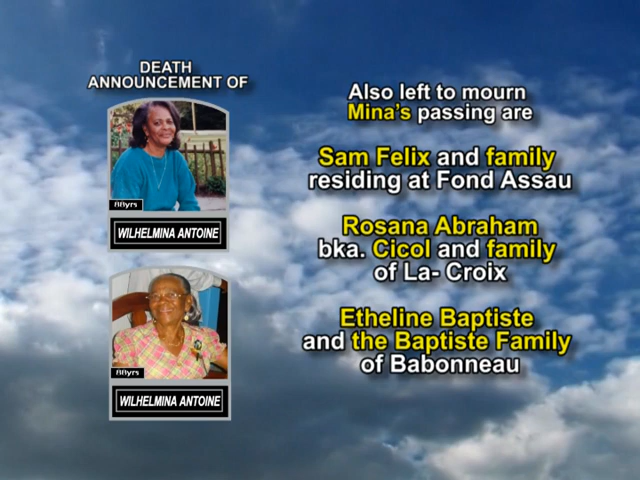 DEATH
ANNOUNCEMENT OF
88yrs
WILHELMINA ANTOINE
88yrs
WILHELMINA ANTOINE
Also left to mourn
Mina's passing are
Sam Felix and family
residing at Fond Assau
Rosana Abraham
bka. Cicol and family
of La- Croix
Etheline Baptiste
and the Baptiste Family
of Babonneau